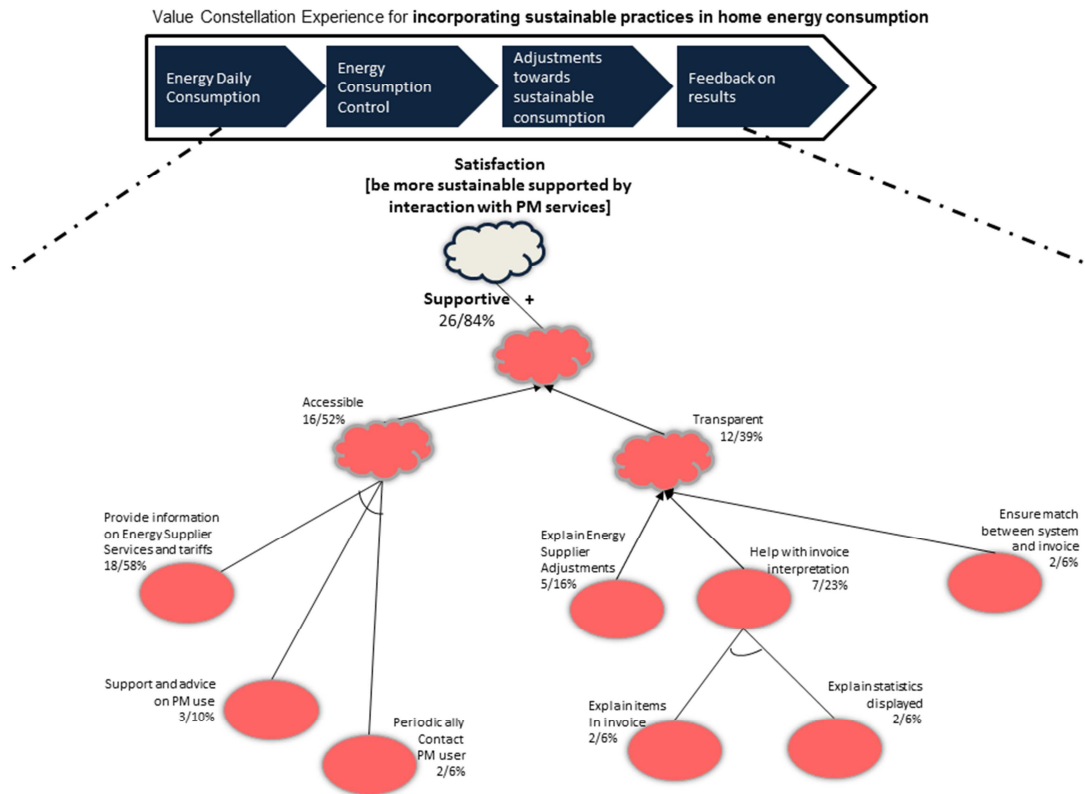 Value Constellation Experience for incorporating sustainable practices in home energy consumption
Energy Daily
Consumption
Energy
Consumption
Control
Adjustments
towards
sustainable
consumption
Feedback on
results
Satisfaction
[be more sustainable supported by
interaction with PM services]
Supportive +
26/84%
Accessible
16/52%
Transparent
12/39%
Provide information
on Energy Supplier
Services and tariffs
18/58%
Explain Energy
Supplier
Adjustments
5/16%
Help with invoice
interpretation
7/23%
Ensure match
between system
and invoice
2/6%
Support and advice
on PM use
3/10%
Periodically
Contact
PM user
2/6%
Explain items
In invoice
2/6%
Explain statistics
displayed
2/6%